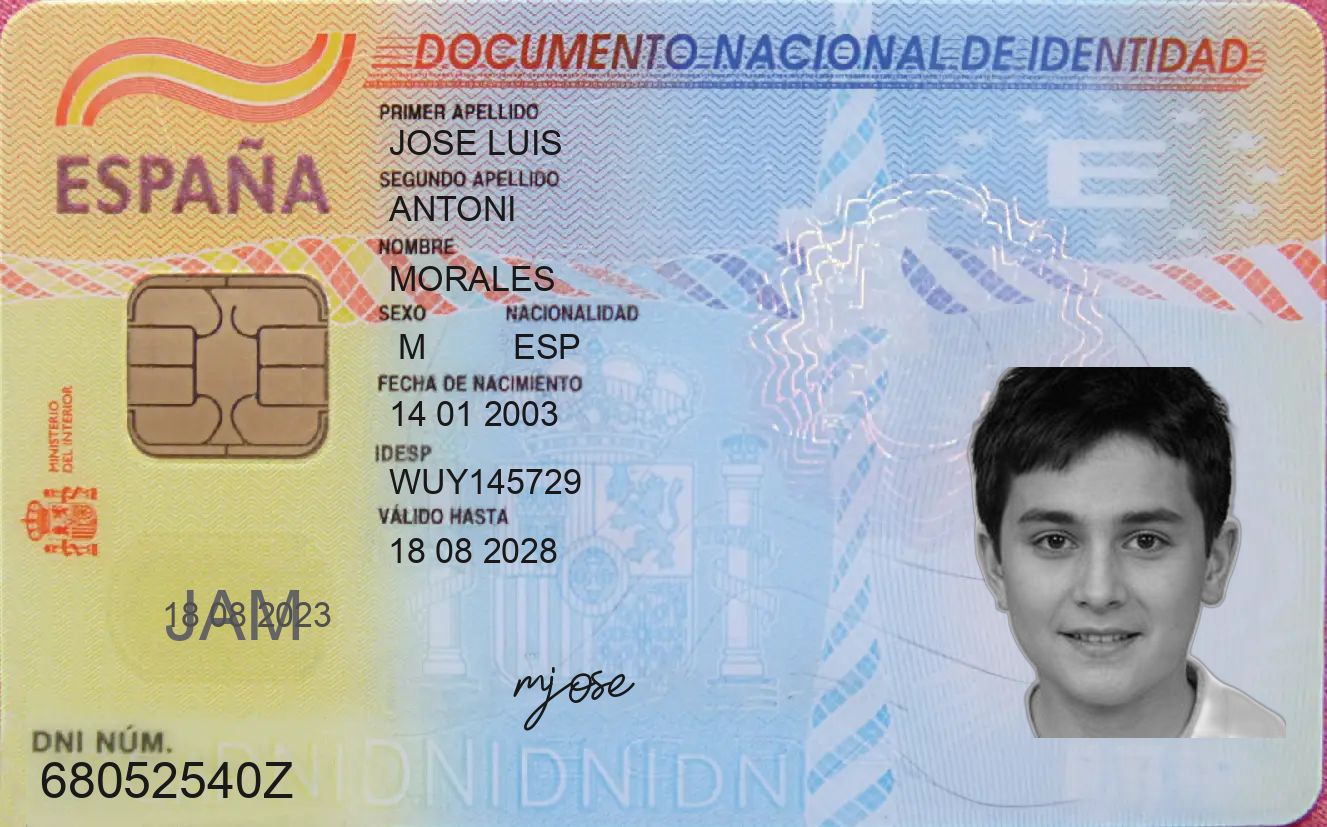 DOCUMENTO NACIONAL DE IDENTIDAD
ESPAÑA
PRIMER APELLIDO
JOSE LUIS
SEGUNDO APELLIDO
ANTONI
NOMBRE
MORALES
SEXO NACIONALIDAD
M ESP
FECHA DE NACIMIENTO
14 01 2003
IDESP
WUY145729
VÁLIDO HASTA
18 08 2028
MINISTERIO
DEL INTERIOR
E
JAM
18 08 2023
mjose
DNI NÚM.
68052540Z
DNIDNIDNIDNI